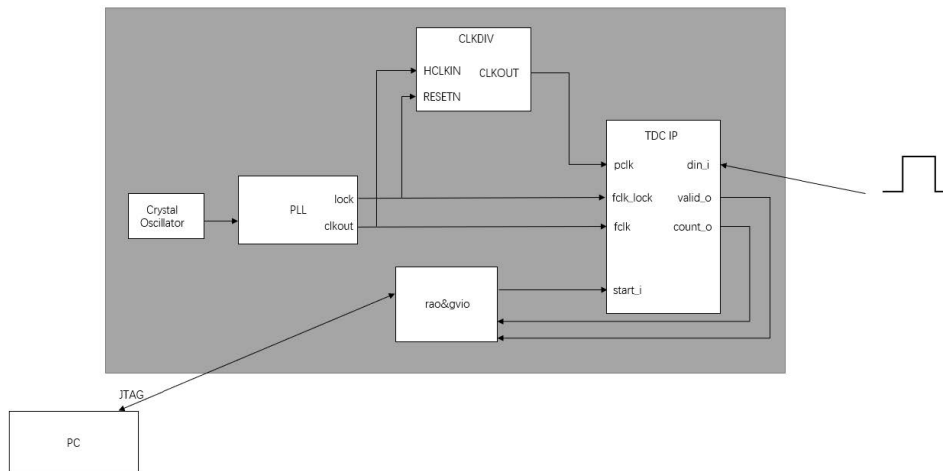 CLKDIV
HCLKIN
CLKOUT
RESETN
TDC IP
pclk
din_i
fclk_lock
valid_o
fclk
count_o
start_i
Crystal
Oscillator
PLL
lock
clkout
rao&gvio
JTAG
PC